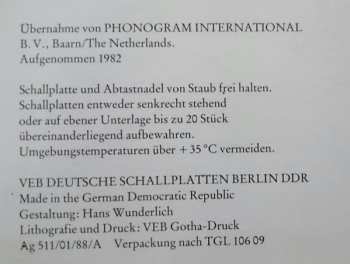 Übernahme von PHONOGRAM INTERNATIONAL
B. V., Baarn/The Netherlands.
Aufgenommen 1982
Schallplatte und Abtastnadel von Staub frei halten.
Schallplatten entweder senkrecht stehend
oder auf ebener Unterlage bis zu 20 Stück
übereinanderliegend aufbewahren.
Umgebungstemperaturen über +35 °C vermeiden.
VEB DEUTSCHE SCHALLPLATTEN BERLIN DDR
Made in the German Democratic Republic
Gestaltung: Hans Wunderlich
Lithografie und Druck: VEB Gotha-Druck
Ag 511/01/88/A Verpackung nach TGL 106 09